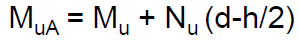 MuA = Mu + Nu (d-h/2)